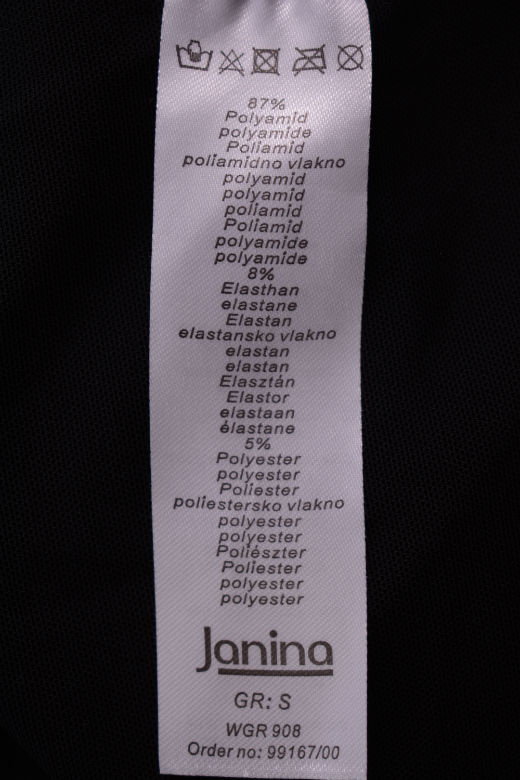 87%
Polyamid
polyamide
Poliamid
poliamidno vlakno
polyamid
polyamid
poliamid
Poliamid
polyamide
polyamide
8%
Elasthan
elastane
Elastan
elastansko vlakno
elastan
elastan
Elasztán
Elastor
elastaan
élastane
5%
Polyester
polyester
Poliester
poliestersko vlakno
polyester
polyester
Poliészter
Poliester
polyester
polyester
Janina
GR: S
WGR 908
Order no: 99167/00